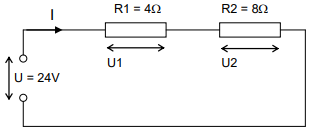 I
R1 = 4Ω
R2 = 8Ω
U1
U2
U = 24V